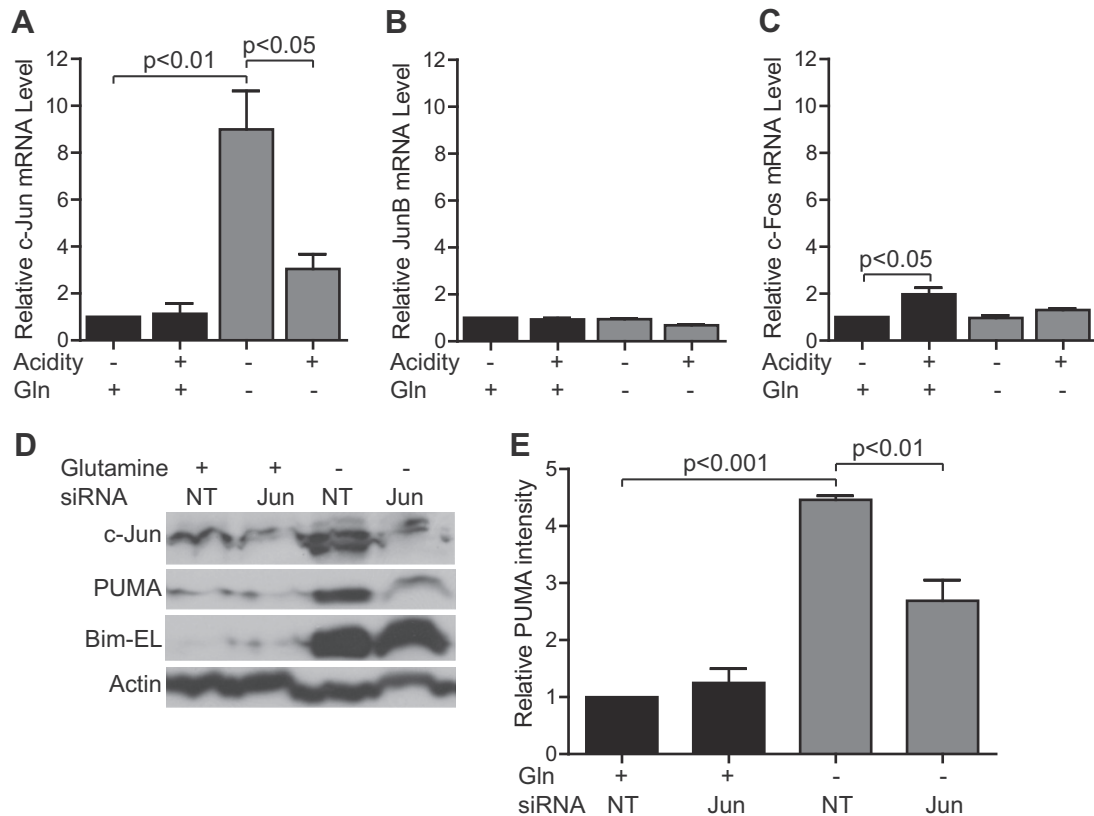 A
Relative c-Jun mRNA Level
12
10
8
6
4
2
0
p<0.01
p<0.05
Acidity - + - +
Gln + + - -
B
Relative JunB mRNA Level
12
10
8
6
4
2
0
Acidity - + - +
Gln + + - -
C
Relative c-Fos mRNA Level
12
10
8
6
4
2
0
p<0.05
Acidity - + - +
Gln + + - -
D
Glutamine + + - -
siRNA NT Jun NT Jun
c-Jun
PUMA
Bim-EL
Actin
E
Relative PUMA intensity
5
4
3
2
1
0
p<0.001
p<0.01
Gln + + - -
siRNA NT Jun NT Jun